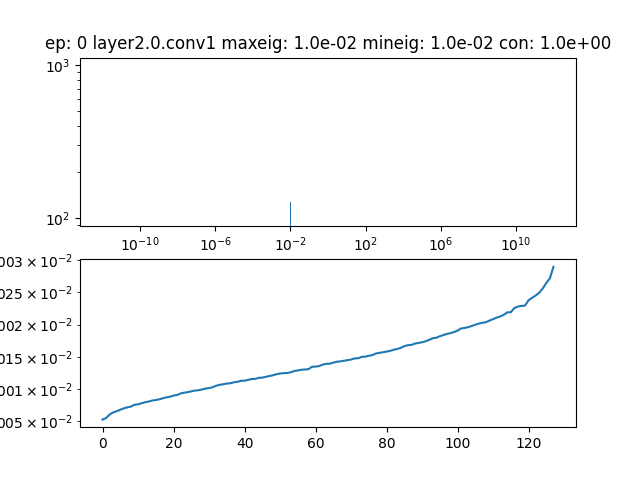 ep: 0 layer2.0.conv1 maxeig: 1.0e-02 mineig: 1.0e-02 con: 1.0e+00
10³
10²
10⁻¹⁰ 10⁻⁶ 10⁻² 10² 10⁶ 10¹⁰
003 × 10⁻²
025 × 10⁻²
002 × 10⁻²
015 × 10⁻²
001 × 10⁻²
005 × 10⁻²
0 20 40 60 80 100 120